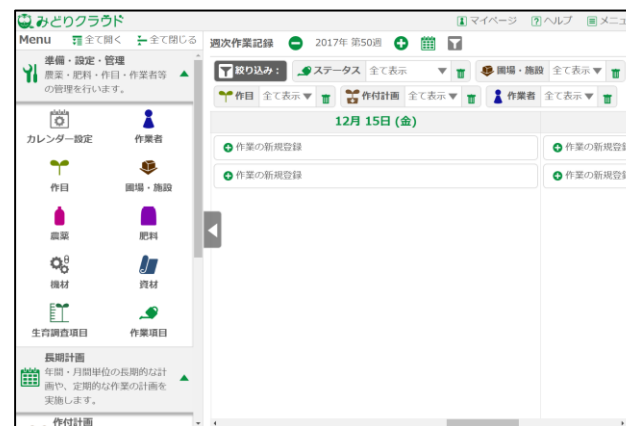 みどりクラウド
マイページ ヘルプ メニュ
Menu 全て開く 全て閉じる
週次作業記録 2017年 第50週
準備・設定・管理
農薬・肥料・作目・作業者等
の管理を行います。
絞り込み： ステータス 全て表示 圃場・施設 全て表示
作目 全て表示 作付計画 全て表示 作業者 全て表示
12月 15日 (金)
カレンダー設定 作業者
作業の新規登録 作業の新規登録
作業の新規登録 作業の新規登録
作目 圃場・施設
農薬 肥料
機材 資材
生育調査項目 作業項目
長期計画
年間・月間単位の長期的な計
画や、定期的な作業の計画を
実施します。
作付計画